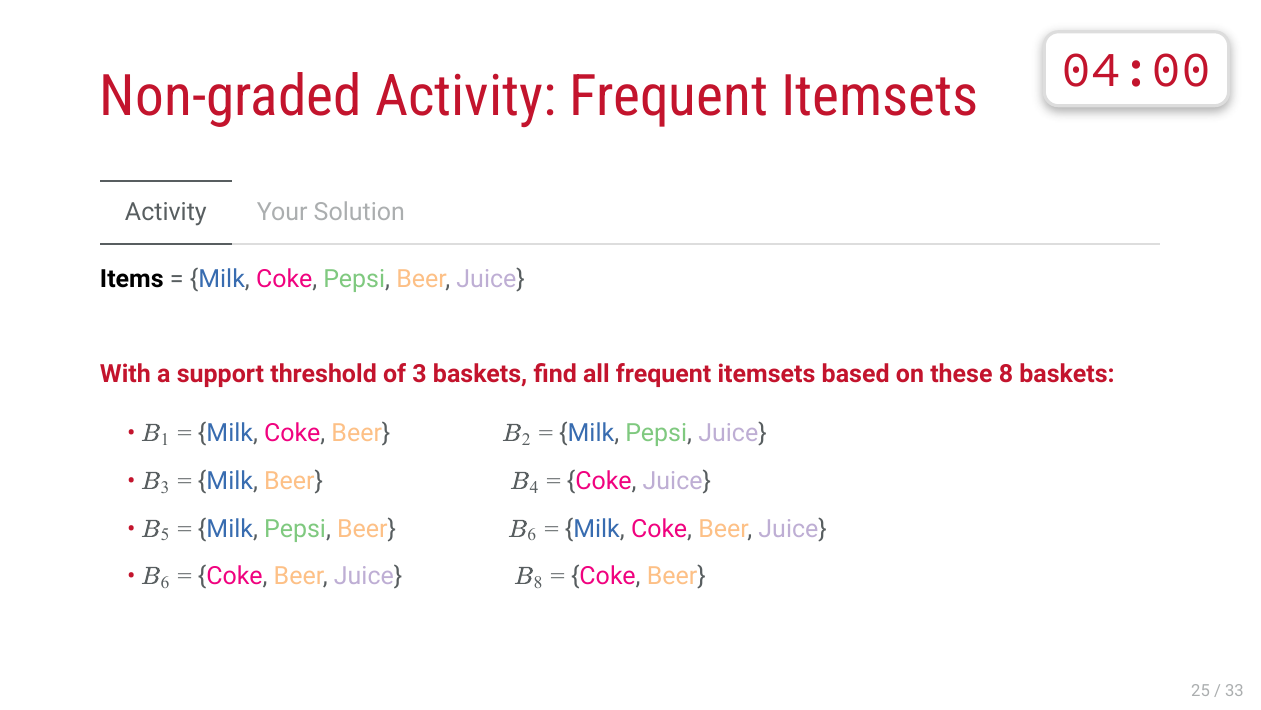 Non-graded Activity: Frequent Itemsets
04:00
Activity
Your Solution
Items = {Milk, Coke, Pepsi, Beer, Juice}
With a support threshold of 3 baskets, find all frequent itemsets based on these 8 baskets:
• B₁ = {Milk, Coke, Beer} B₂ = {Milk, Pepsi, Juice}
• B₃ = {Milk, Beer} B₄ = {Coke, Juice}
• B₅ = {Milk, Pepsi, Beer} B₆ = {Milk, Coke, Beer, Juice}
• B₆ = {Coke, Beer, Juice} B₈ = {Coke, Beer}
25 / 33